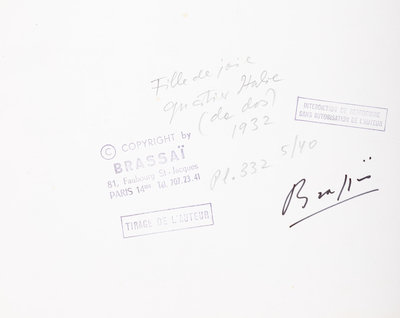 Fille de joie
Quartier Italie
(de dos)
1932
INTERDICTION DE REPRODUIRE
SANS AUTORISATION DE L'AUTEUR
© COPYRIGHT by
BRASSAÏ
81, Faubourg St-Jacques
PARIS 14ème Tél. 707.23.41
Pl. 332 5/40
Brassaï
TIRAGE DE L'AUTEUR